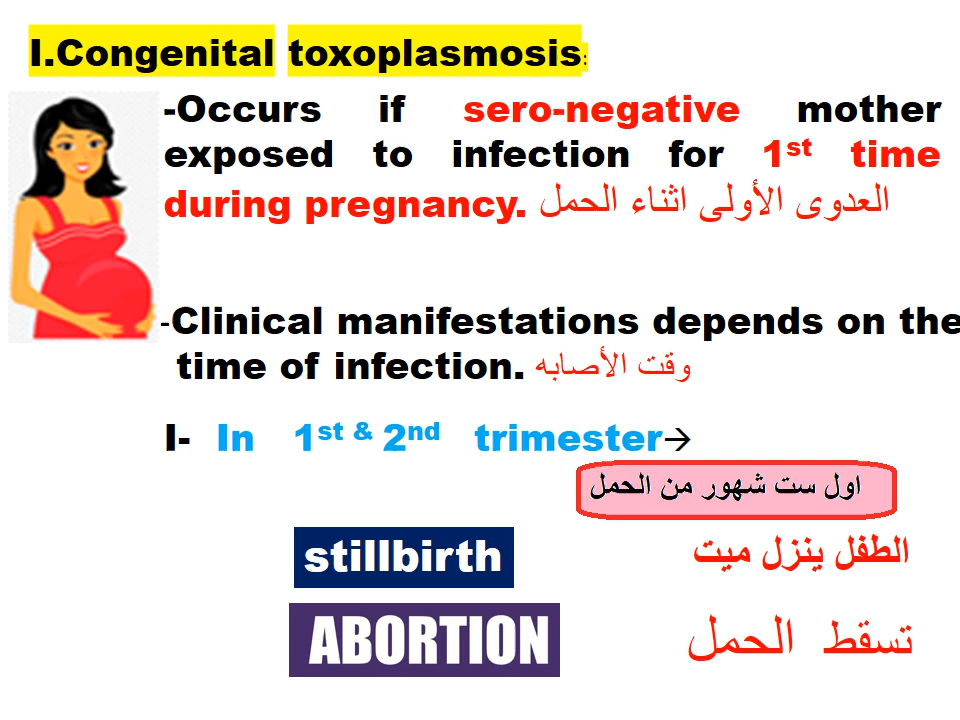 I.Congenital toxoplasmosis:
-Occurs if sero-negative mother
exposed to infection for 1st time
during pregnancy. العدوى الأولى اثناء الحمل
-Clinical manifestations depends on the
time of infection. وقت الأصابه
I- In 1st & 2nd trimester→
اول ست شهور من الحمل
stillbirth الطفل ينزل ميت
ABORTION تسقط الحمل